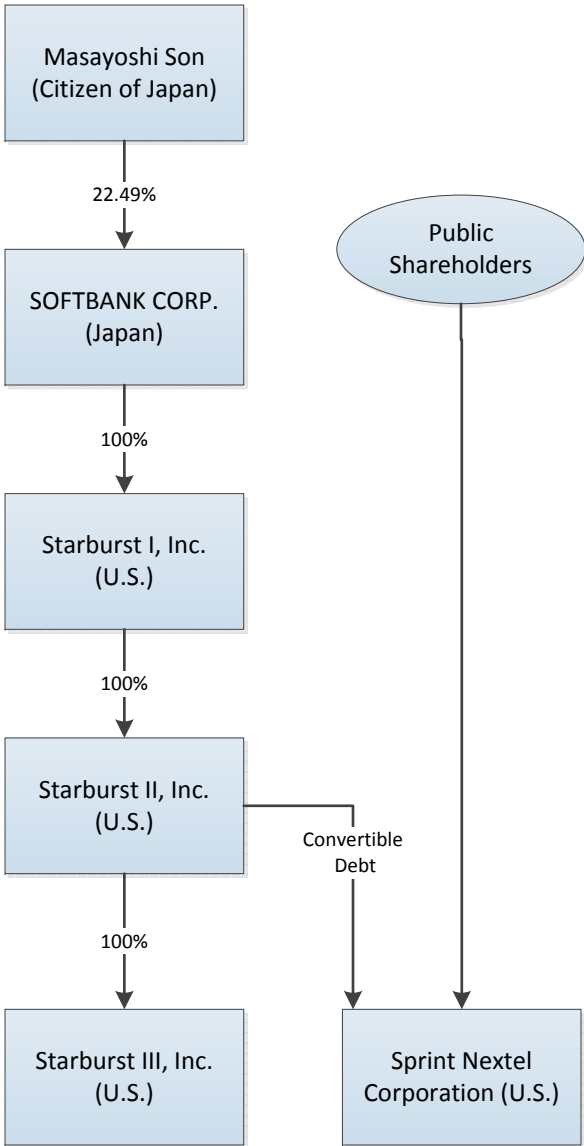 Masayoshi Son
(Citizen of Japan)
22.49%
Public
Shareholders
SOFTBANK CORP.
(Japan)
100%
Starburst I, Inc.
(U.S.)
100%
Starburst II, Inc.
(U.S.)
Convertible
Debt
100%
Starburst III, Inc.
(U.S.)
Sprint Nextel
Corporation (U.S.)